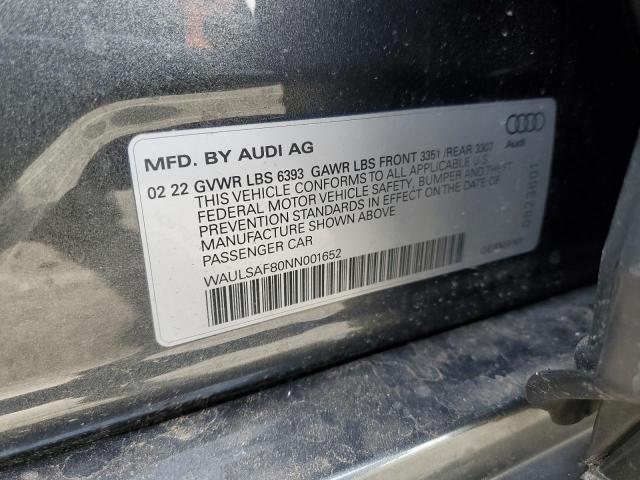 Audi
MFD. BY AUDI AG
02 22 GVWR LBS 6393 GAWR LBS FRONT 3351 /REAR 3307
THIS VEHICLE CONFORMS TO ALL APPLICABLE U.S.
FEDERAL MOTOR VEHICLE SAFETY, BUMPER AND THEFT
PREVENTION STANDARDS IN EFFECT ON THE DATE OF
MANUFACTURE SHOWN ABOVE
PASSENGER CAR
WAULSAF80NN001652
GERMANY